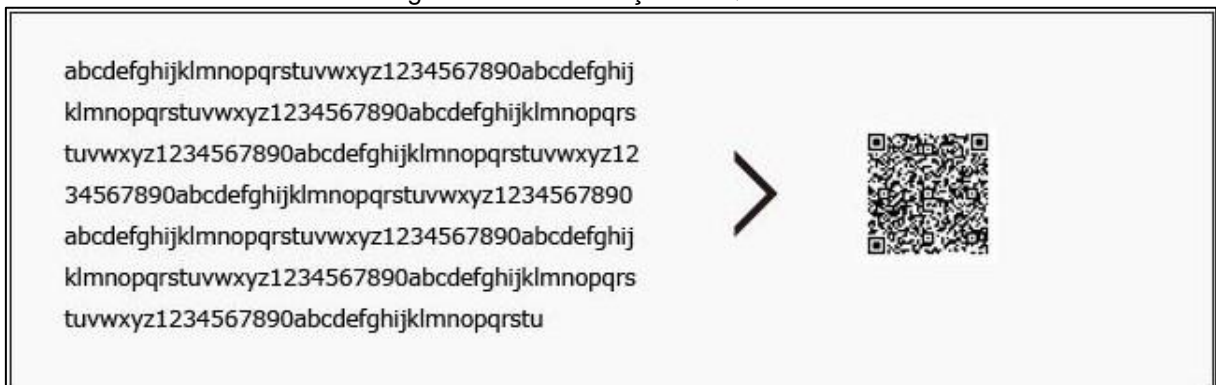 abcdefghijklmnopqrstuvwxyz1234567890abcdefghij
klmnopqrstuvwxyz1234567890abcdefghijklmnopqrs
tuvwxyz1234567890abcdefghijklmnopqrstuvwxyz12
34567890abcdefghijklmnopqrstuvwxyz1234567890
abcdefghijklmnopqrstuvwxyz1234567890abcdefghij
klmnopqrstuvwxyz1234567890abcdefghijklmnopqrs
tuvwxyz1234567890abcdefghijklmnopqrstu